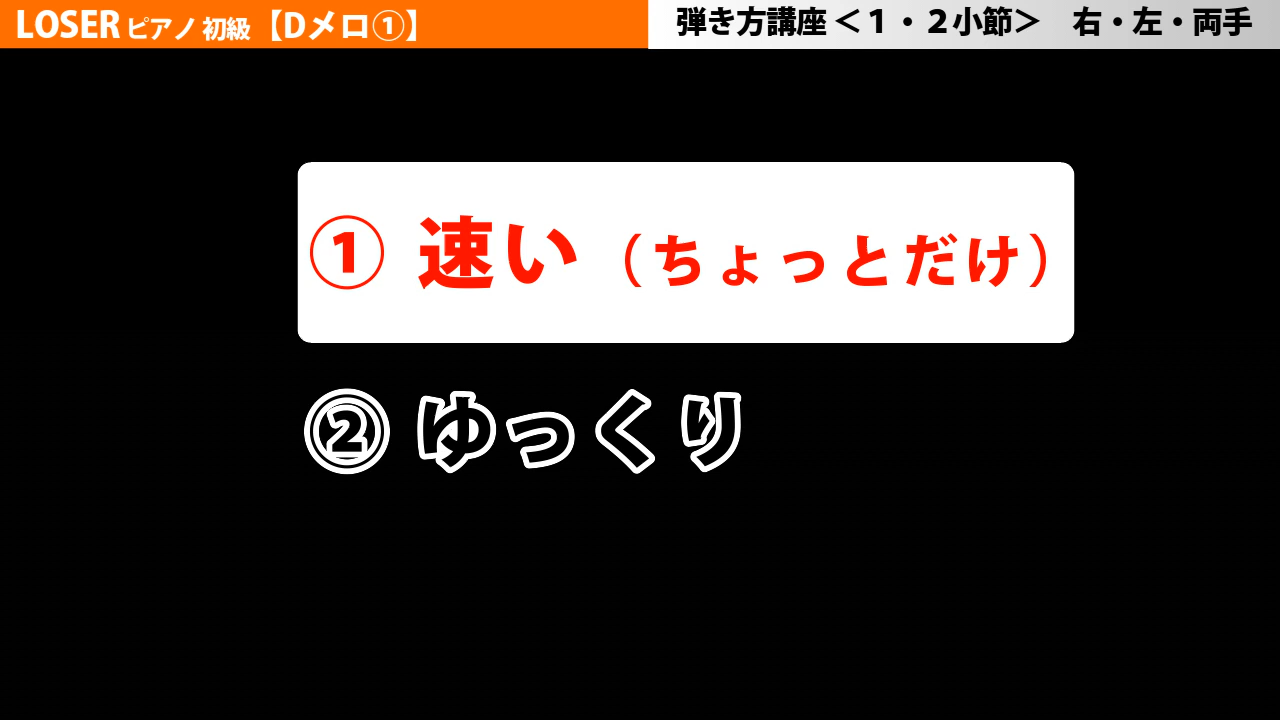 LOSER ピアノ 初級 【Dメロ①】
弾き方講座 ＜１・２小節＞　右・左・両手
① 速い（ちょっとだけ）
② ゆっくり